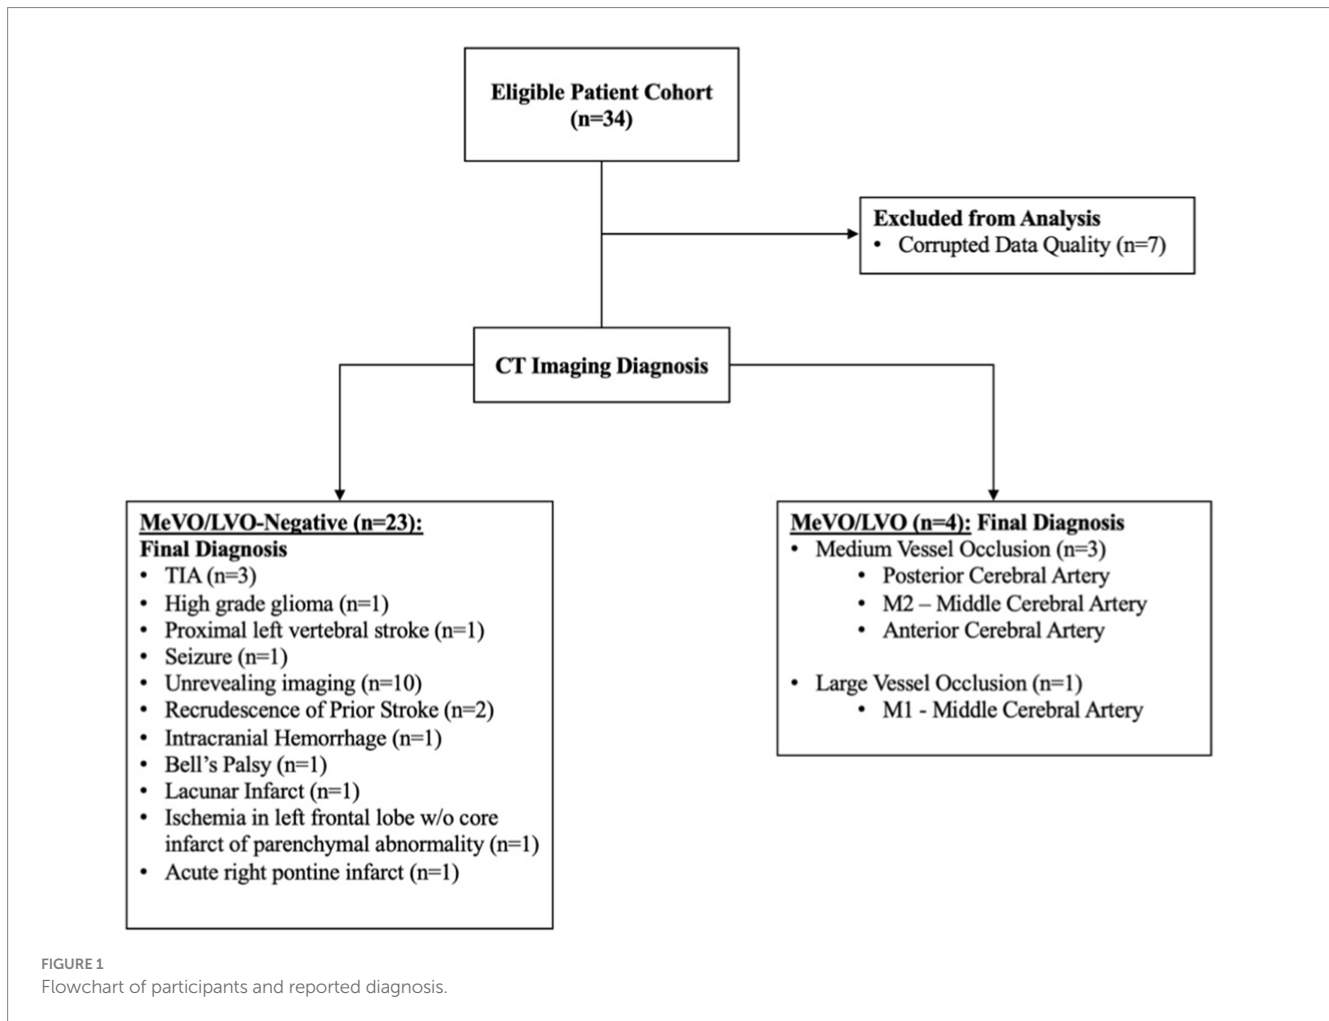 Eligible Patient Cohort
(n=34)
Excluded from Analysis
• Corrupted Data Quality (n=7)
CT Imaging Diagnosis
MeVO/LVO-Negative (n=23):
Final Diagnosis
• TIA (n=3)
• High grade glioma (n=1)
• Proximal left vertebral stroke (n=1)
• Seizure (n=1)
• Unrevealing imaging (n=10)
• Recrudescence of Prior Stroke (n=2)
• Intracranial Hemorrhage (n=1)
• Bell's Palsy (n=1)
• Lacunar Infarct (n=1)
• Ischemia in left frontal lobe w/o core
infarct of parenchymal abnormality (n=1)
• Acute right pontine infarct (n=1)
MeVO/LVO (n=4): Final Diagnosis
• Medium Vessel Occlusion (n=3)
• Posterior Cerebral Artery
• M2 – Middle Cerebral Artery
• Anterior Cerebral Artery
• Large Vessel Occlusion (n=1)
• M1 - Middle Cerebral Artery
FIGURE 1
Flowchart of participants and reported diagnosis.